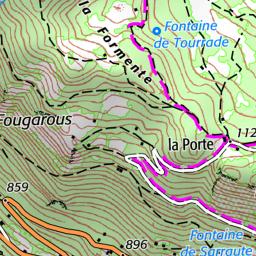 la Formente
Fontaine
de Tourrade
Fougarous
la Porte
112
859
896
Fontaine
de Sarraute